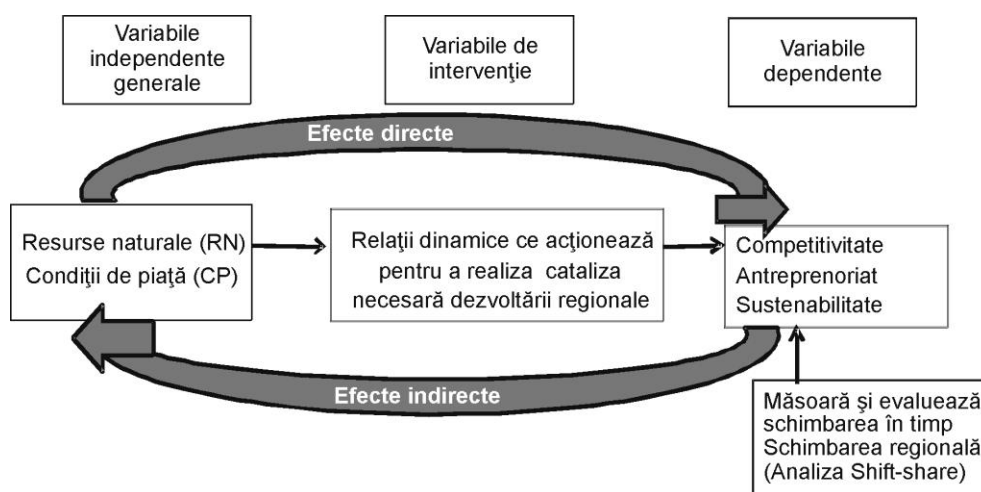 Variabile
independente
generale
Variabile de
intervenţie
Variabile
dependente
Efecte directe
Resurse naturale (RN)
Condiţii de piaţă (CP)
Relaţii dinamice ce acţionează
pentru a realiza cataliza
necesară dezvoltării regionale
Competitivitate
Antreprenoriat
Sustenabilitate
Efecte indirecte
Măsoară şi evaluează
schimbarea în timp
Schimbarea regională
(Analiza Shift-share)